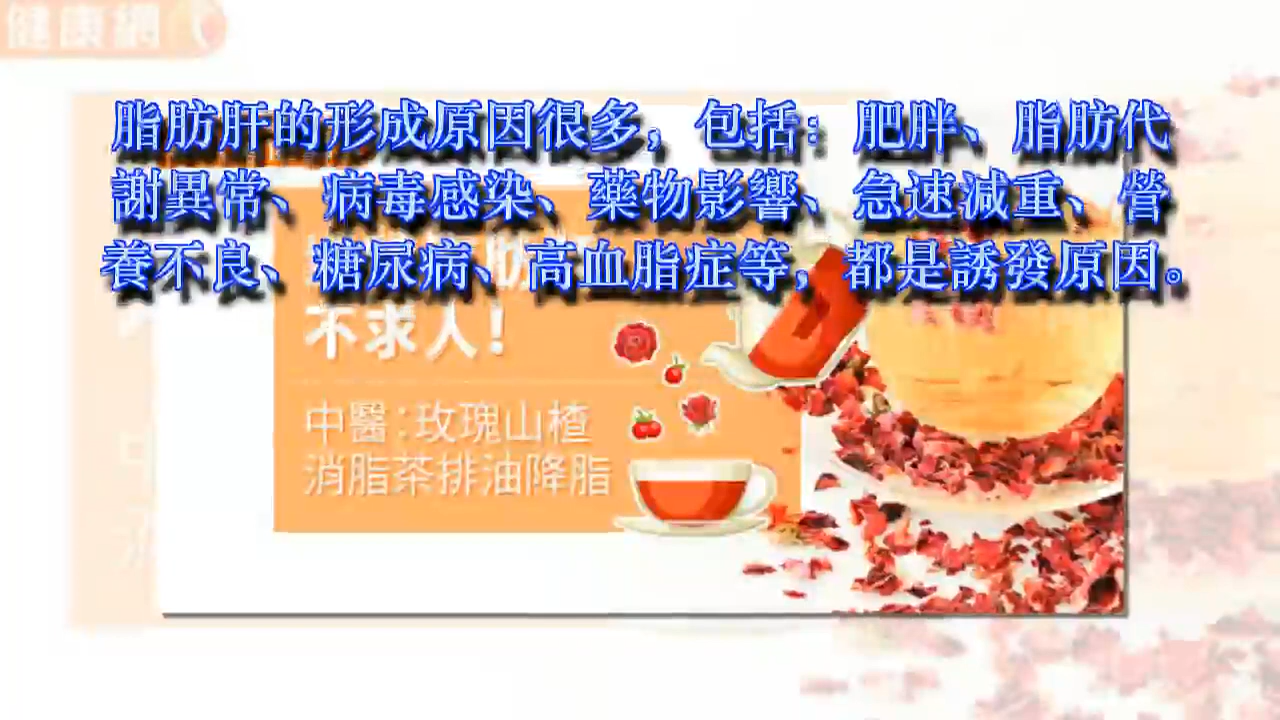 健康網
脂肪肝的形成原因很多，包括：肥胖、脂肪代
謝異常、病毒感染、藥物影響、急速減重、營
養不良、糖尿病、高血脂症等，都是誘發原因。
不求人！
中醫：玫瑰山楂
消脂茶排油降脂